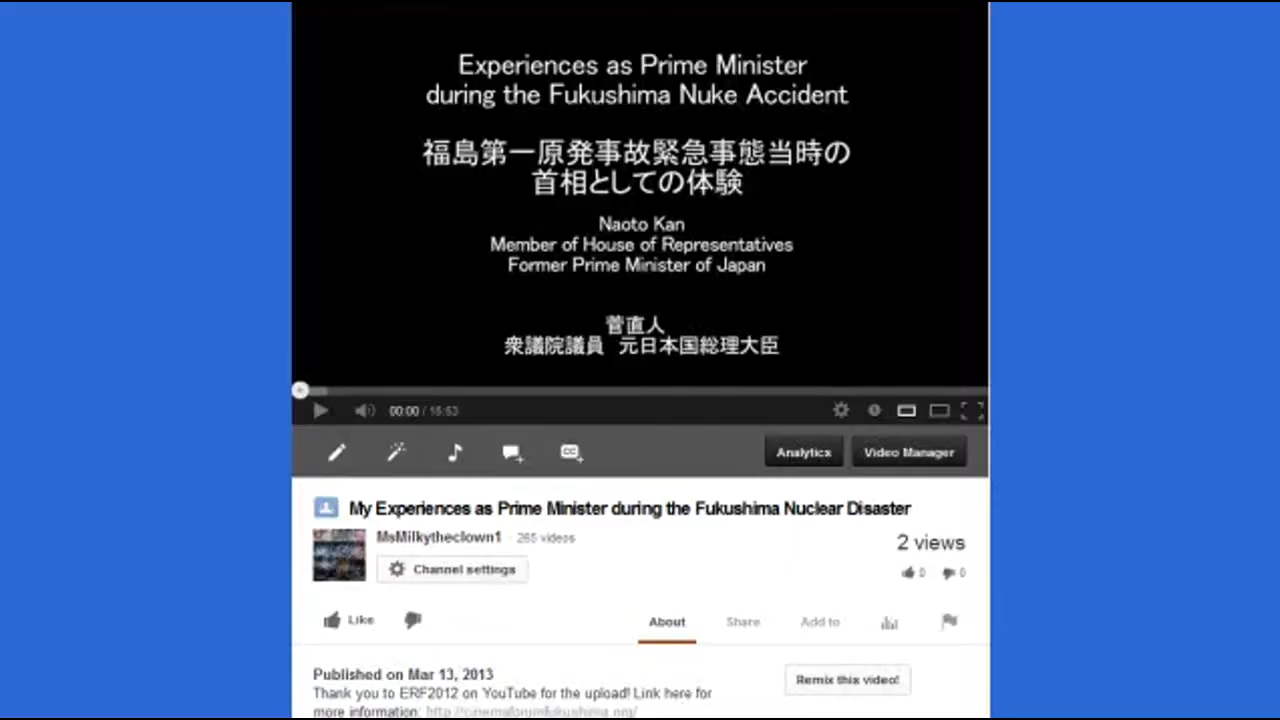 Experiences as Prime Minister
during the Fukushima Nuke Accident
福島第一原発事故緊急事態当時の
首相としての体験
Naoto Kan
Member of House of Representatives
Former Prime Minister of Japan
菅直人
衆議院議員 元日本国総理大臣
00:00 / 15:53
Analytics
Video Manager
My Experiences as Prime Minister during the Fukushima Nuclear Disaster
MsMilkytheclown1 · 265 videos
2 views
Channel settings
0 0
Like
About
Share
Add to
Published on Mar 13, 2013
Remix this video!
Thank you to ERF2012 on YouTube for the upload! Link here for
more information: http://cinemaforumfukushima.org/